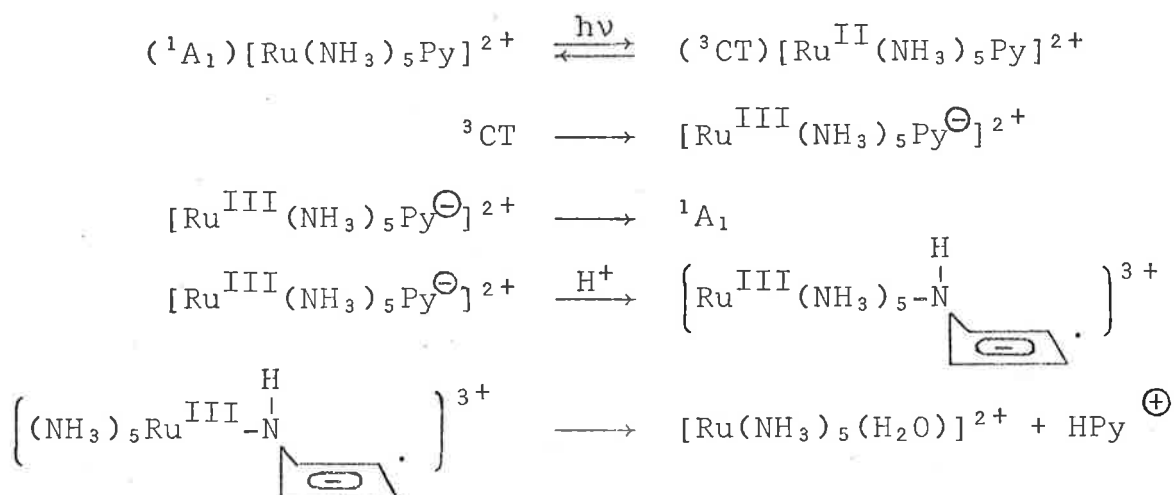 (¹A₁)[Ru(NH₃)₅Py]²⁺ ⇌ hν (³CT)[Ruᴵᴵ(NH₃)₅Py]²⁺
³CT ⟶ [Ruᴵᴵᴵ(NH₃)₅Py⊖]²⁺
[Ruᴵᴵᴵ(NH₃)₅Py⊖]²⁺ ⟶ ¹A₁
[Ruᴵᴵᴵ(NH₃)₅Py⊖]²⁺ H⁺ ⟶ (Ruᴵᴵᴵ(NH₃)₅-N H - ·)³⁺
((NH₃)₅Ruᴵᴵᴵ-N H - ·)³⁺ ⟶ [Ru(NH₃)₅(H₂O)]²⁺ + HPy ⊕